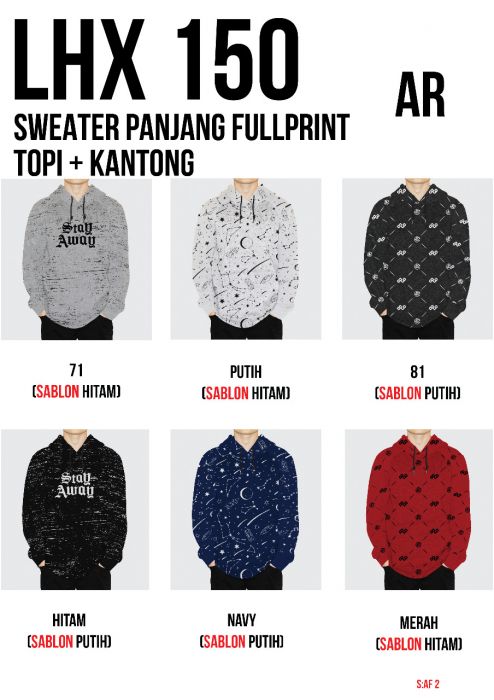 LHX 150
AR
SWEATER PANJANG FULLPRINT
TOPI + KANTONG
Stay
Away
71
(SABLON HITAM)
PUTIH
(SABLON HITAM)
81
(SABLON PUTIH)
Stay
Away
HITAM
(SABLON PUTIH)
NAVY
(SABLON PUTIH)
MERAH
(SABLON HITAM)
S:AF 2